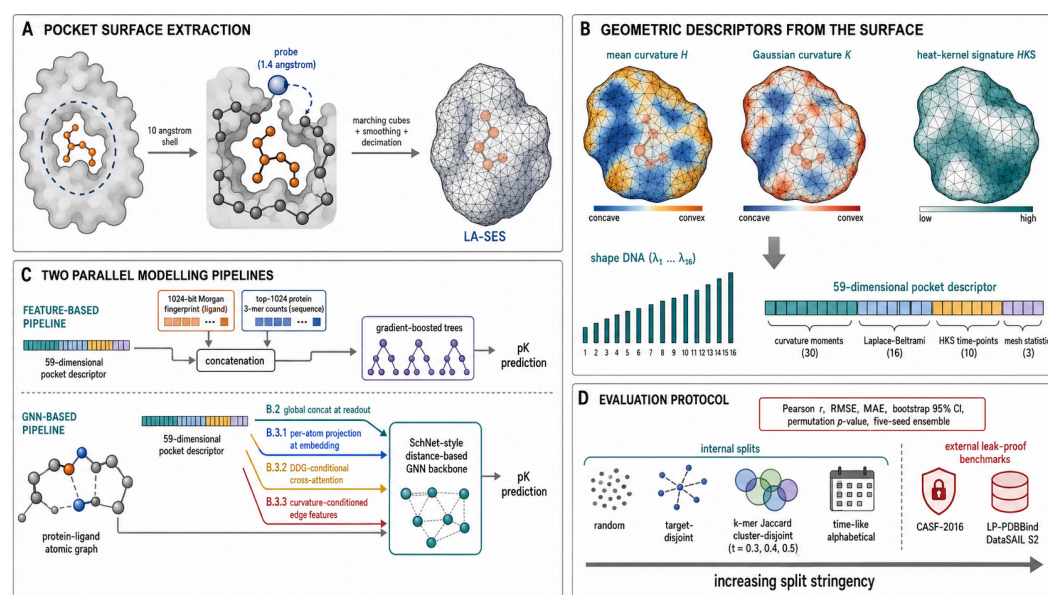 A POCKET SURFACE EXTRACTION
probe
(1.4 angstrom)
10 angstrom
shell
marching cubes
+ smoothing +
decimation
LA-SES
B GEOMETRIC DESCRIPTORS FROM THE SURFACE
mean curvature H
Gaussian curvature K
heat-kernel signature HKS
concave
convex
concave
convex
low
high
shape DNA (λ1 ... λ16)
1 2 3 4 5 6 7 8 9 10 11 12 13 14 15 16
59-dimensional pocket descriptor
curvature moments
(30)
Laplace-Beltrami
(16)
HKS time-points
(10)
mesh statistic
(3)
C TWO PARALLEL MODELLING PIPELINES
FEATURE-BASED
PIPELINE
1024-bit Morgan
fingerprint (ligand)
...
top-1024 protein
3-mer counts (sequence)
...
59-dimensional
pocket descriptor
concatenation
gradient-boosted trees
pK
prediction
GNN-BASED
PIPELINE
59-dimensional
pocket descriptor
B.2 global concat at readout
B.3.1 per-atom projection
at embedding
B.3.2 DDG-conditional
cross-attention
B.3.3 curvature-conditioned
edge features
SchNet-style
distance-based
GNN backbone
pK
prediction
protein-ligand
atomic graph
D EVALUATION PROTOCOL
Pearson r, RMSE, MAE, bootstrap 95% CI,
permutation p-value, five-seed ensemble
internal splits
external leak-proof
benchmarks
random
target-
disjoint
k-mer Jaccard
cluster-disjoint
(t = 0.3, 0.4, 0.5)
time-like
alphabetical
CASF-2016
LP-PDBBind
DataSAIL S2
increasing split stringency